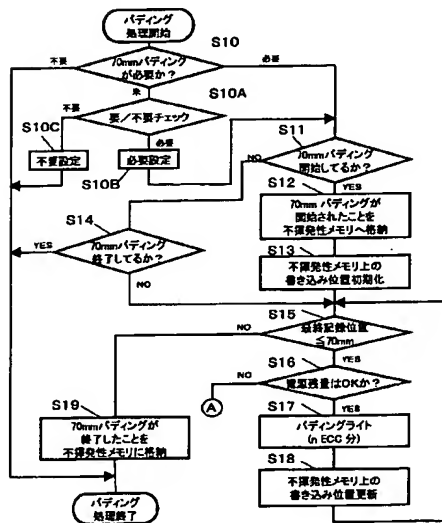 パディング
処理開始
S10
不要
70mmパディング
が必要か?
必要
未
S10A
不要
要/不要チェック
S10C
必要
不要設定
必要設定
S10B
S11
NO
70mmパディング
開始してるか?
S12
YES
70mm パディングが
開始されたことを
不揮発性メモリへ格納
S14
YES
70mmパディング
終了してるか?
NO
S13
不揮発性メモリ上の
書き込み位置初期化
S15
NO
最終記録位置
≦70mm
YES
S16
NO
電源残量はOKか?
A
YES
S17
パディングライト
(n ECC 分)
S19
70mmパディングが
終了したことを
不揮発性メモリに格納
S18
不揮発性メモリ上の
書き込み位置更新
パディング
処理終了